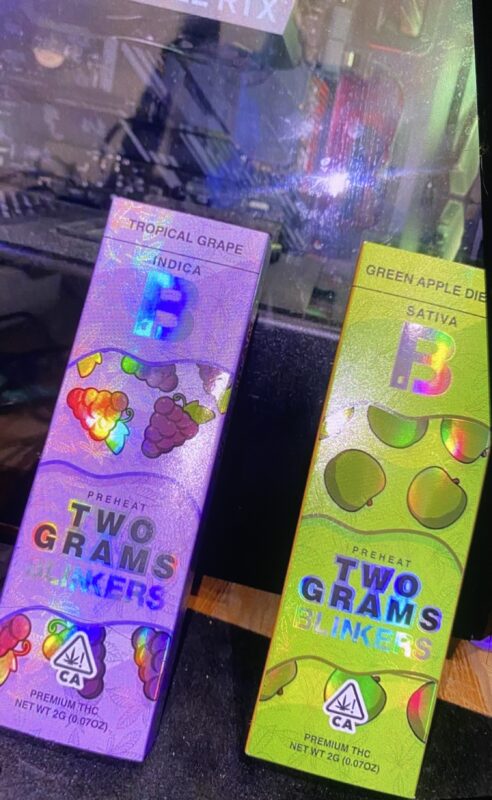 RTX
TROPICAL GRAPE
INDICA
B
PREHEAT
TWO
GRAMS
BLINKERS
CA
PREMIUM THC
NET WT 2G (0.07OZ)
GREEN APPLE DIE
SATIVA
B
PREHEAT
TWO
GRAMS
BLINKERS
CA
PREMIUM THC
NET WT 2G (0.07OZ)